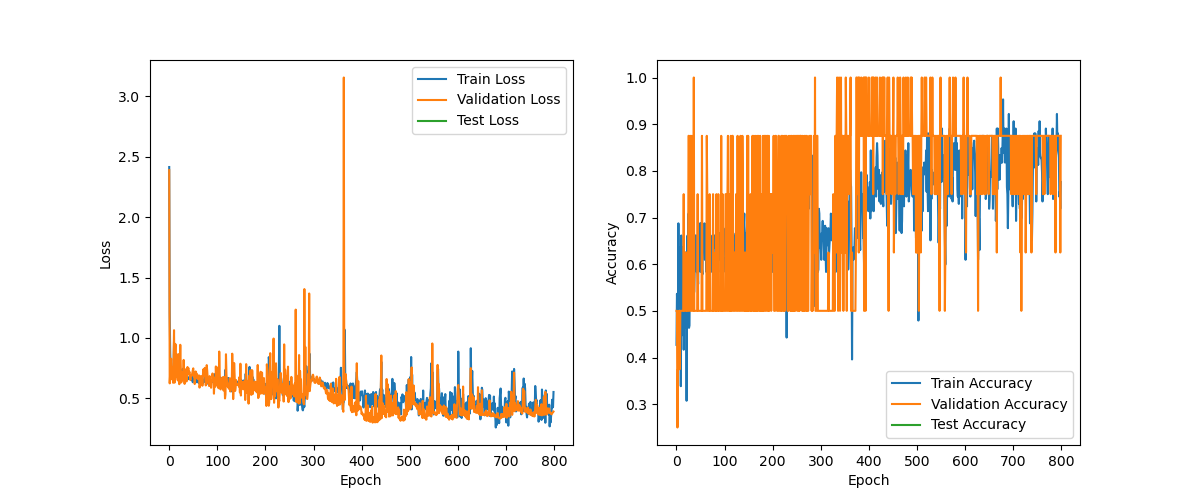 3.0
2.5
2.0
1.5
1.0
0.5
Loss
0 100 200 300 400 500 600 700 800
Epoch
Train Loss
Validation Loss
Test Loss
1.0
0.9
0.8
0.7
0.6
0.5
0.4
0.3
Accuracy
0 100 200 300 400 500 600 700 800
Epoch
Train Accuracy
Validation Accuracy
Test Accuracy